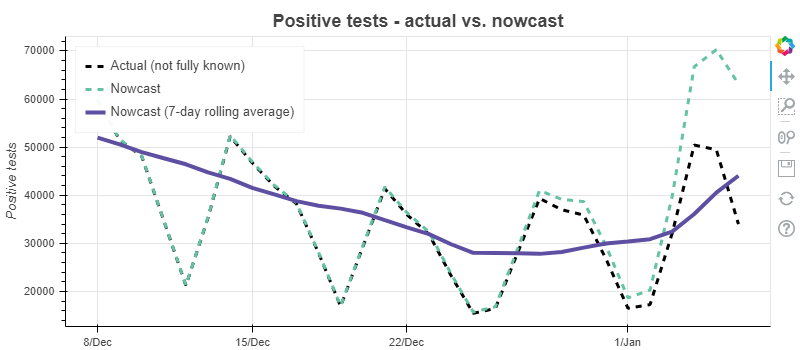 Positive tests - actual vs. nowcast
Actual (not fully known)
Nowcast
Nowcast (7-day rolling average)
Positive tests
70000
60000
50000
40000
30000
20000
8/Dec
15/Dec
22/Dec
1/Jan